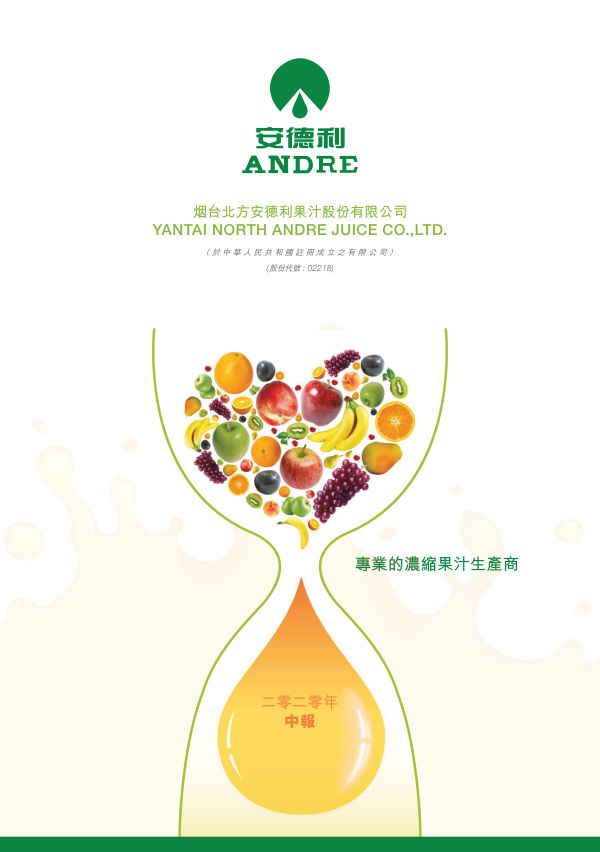 安德利
ANDRE
烟台北方安德利果汁股份有限公司
YANTAI NORTH ANDRE JUICE CO.,LTD.
（於中華人民共和國註冊成立之有限公司）
(股份代號 : 02218)
專業的濃縮果汁生產商
二零二零年
中報